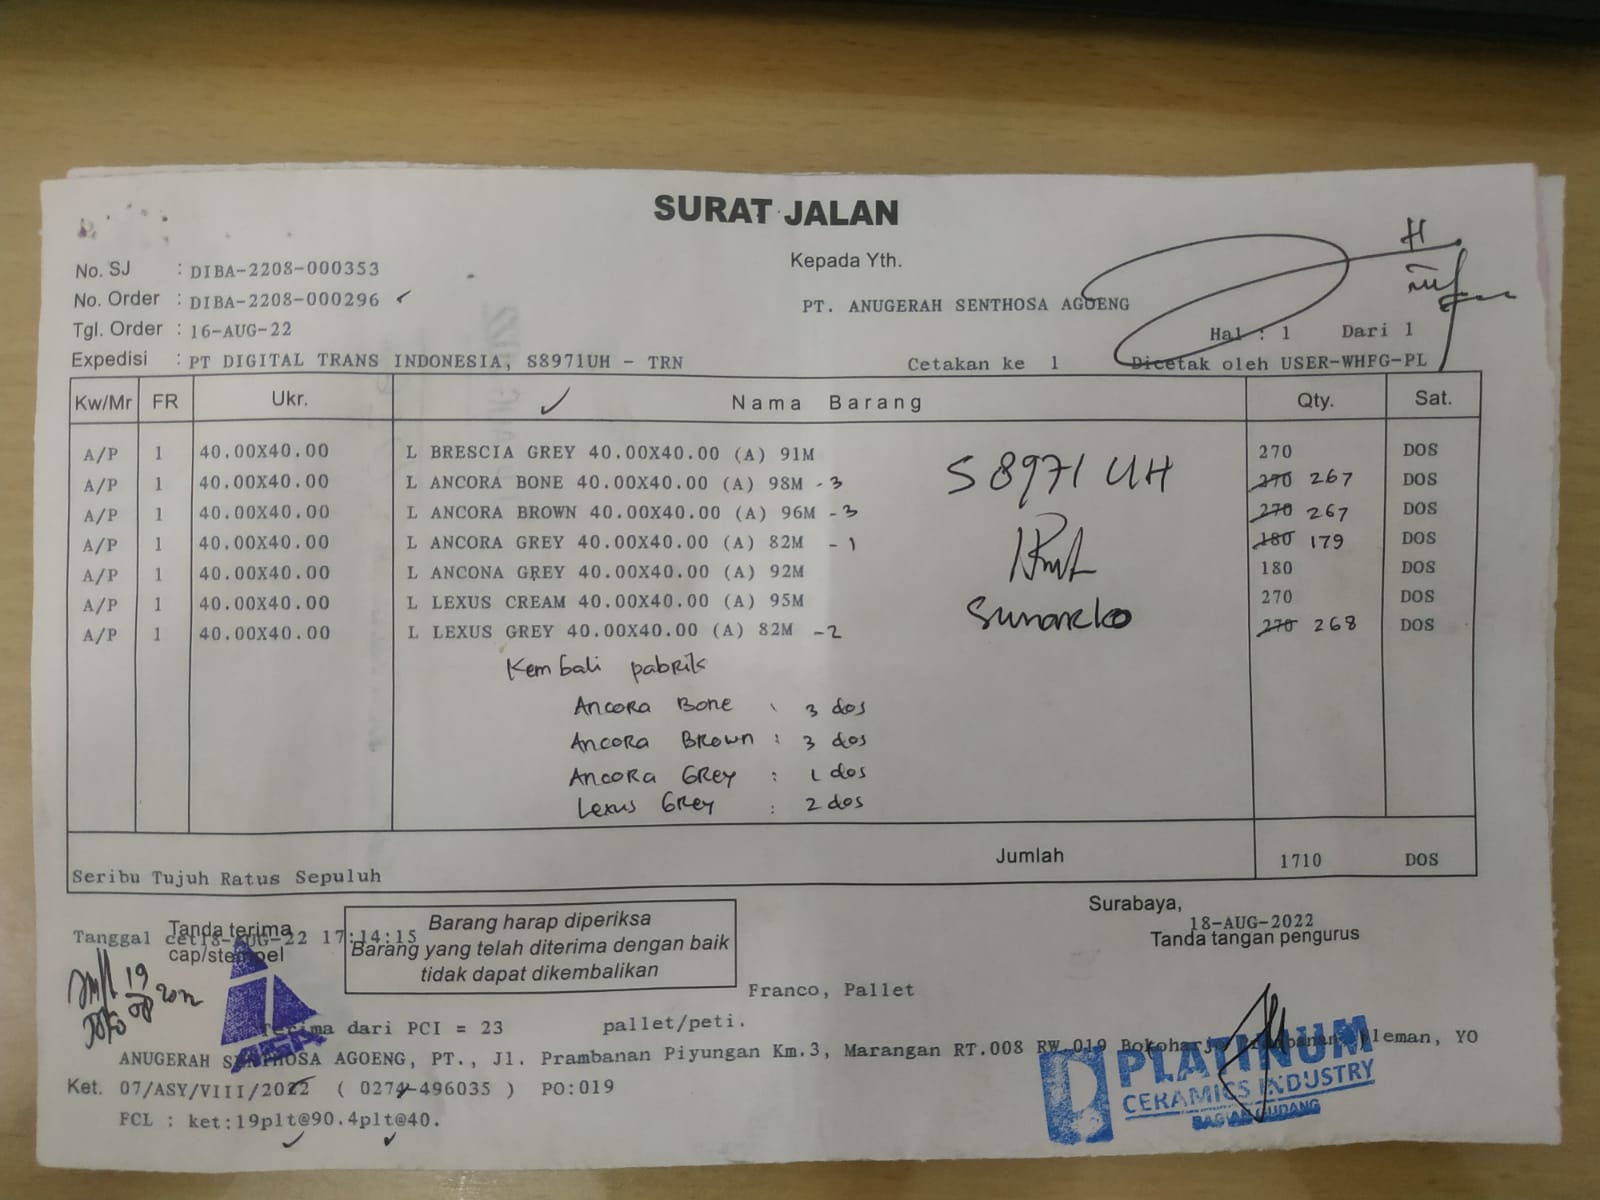 SURAT JALAN
No. SJ : DIBA-2208-000353
Kepada Yth.
No. Order : DIBA-2208-000296
PT. ANUGERAH SENTHOSA AGOENG
Tgl. Order : 16-AUG-22
Hal : 1 Dari 1
Expedisi : PT DIGITAL TRANS INDONESIA, S8971UH - TRN
Cetakan ke 1 Dicetak oleh USER-WHFG-PL
Kw/Mr FR Ukr. Nama Barang Qty. Sat.
A/P 1 40.00X40.00 L BRESCIA GREY 40.00X40.00 (A) 91M 270 DOS
A/P 1 40.00X40.00 L ANCORA BONE 40.00X40.00 (A) 98M -3 270 267 DOS
A/P 1 40.00X40.00 L ANCORA BROWN 40.00X40.00 (A) 96M -3 270 267 DOS
A/P 1 40.00X40.00 L ANCORA GREY 40.00X40.00 (A) 82M -1 180 179 DOS
A/P 1 40.00X40.00 L ANCONA GREY 40.00X40.00 (A) 92M 180 DOS
A/P 1 40.00X40.00 L LEXUS CREAM 40.00X40.00 (A) 95M 270 DOS
A/P 1 40.00X40.00 L LEXUS GREY 40.00X40.00 (A) 82M -2 270 268 DOS
S 8971 UH
Sunarko
Kembali pabrik
Ancora Bone : 3 dos
Ancora Brown : 3 dos
Ancora Grey : 1 dos
Lexus Grey : 2 dos
Jumlah 1710 DOS
Seribu Tujuh Ratus Sepuluh
Surabaya,
18-AUG-2022
Tanda tangan pengurus
Tanda terima
cap/stempel
Tanggal cet18-AUG-22 17:14:15
Barang harap diperiksa
Barang yang telah diterima dengan baik
tidak dapat dikembalikan
19
08 2022
Franco, Pallet
Terima dari PCI = 23 pallet/peti.
ASA
ANUGERAH SENTHOSA AGOENG, PT., Jl. Prambanan Piyungan Km.3, Marangan RT.008 RW.019 Bokoharjo Prambanan, Sleman, YO
Ket. 07/ASY/VIII/2022 ( 0274-496035 ) PO:019
FCL : ket:19plt@90.4plt@40.
PLATINUM
CERAMICS INDUSTRY
BAGIAN GUDANG